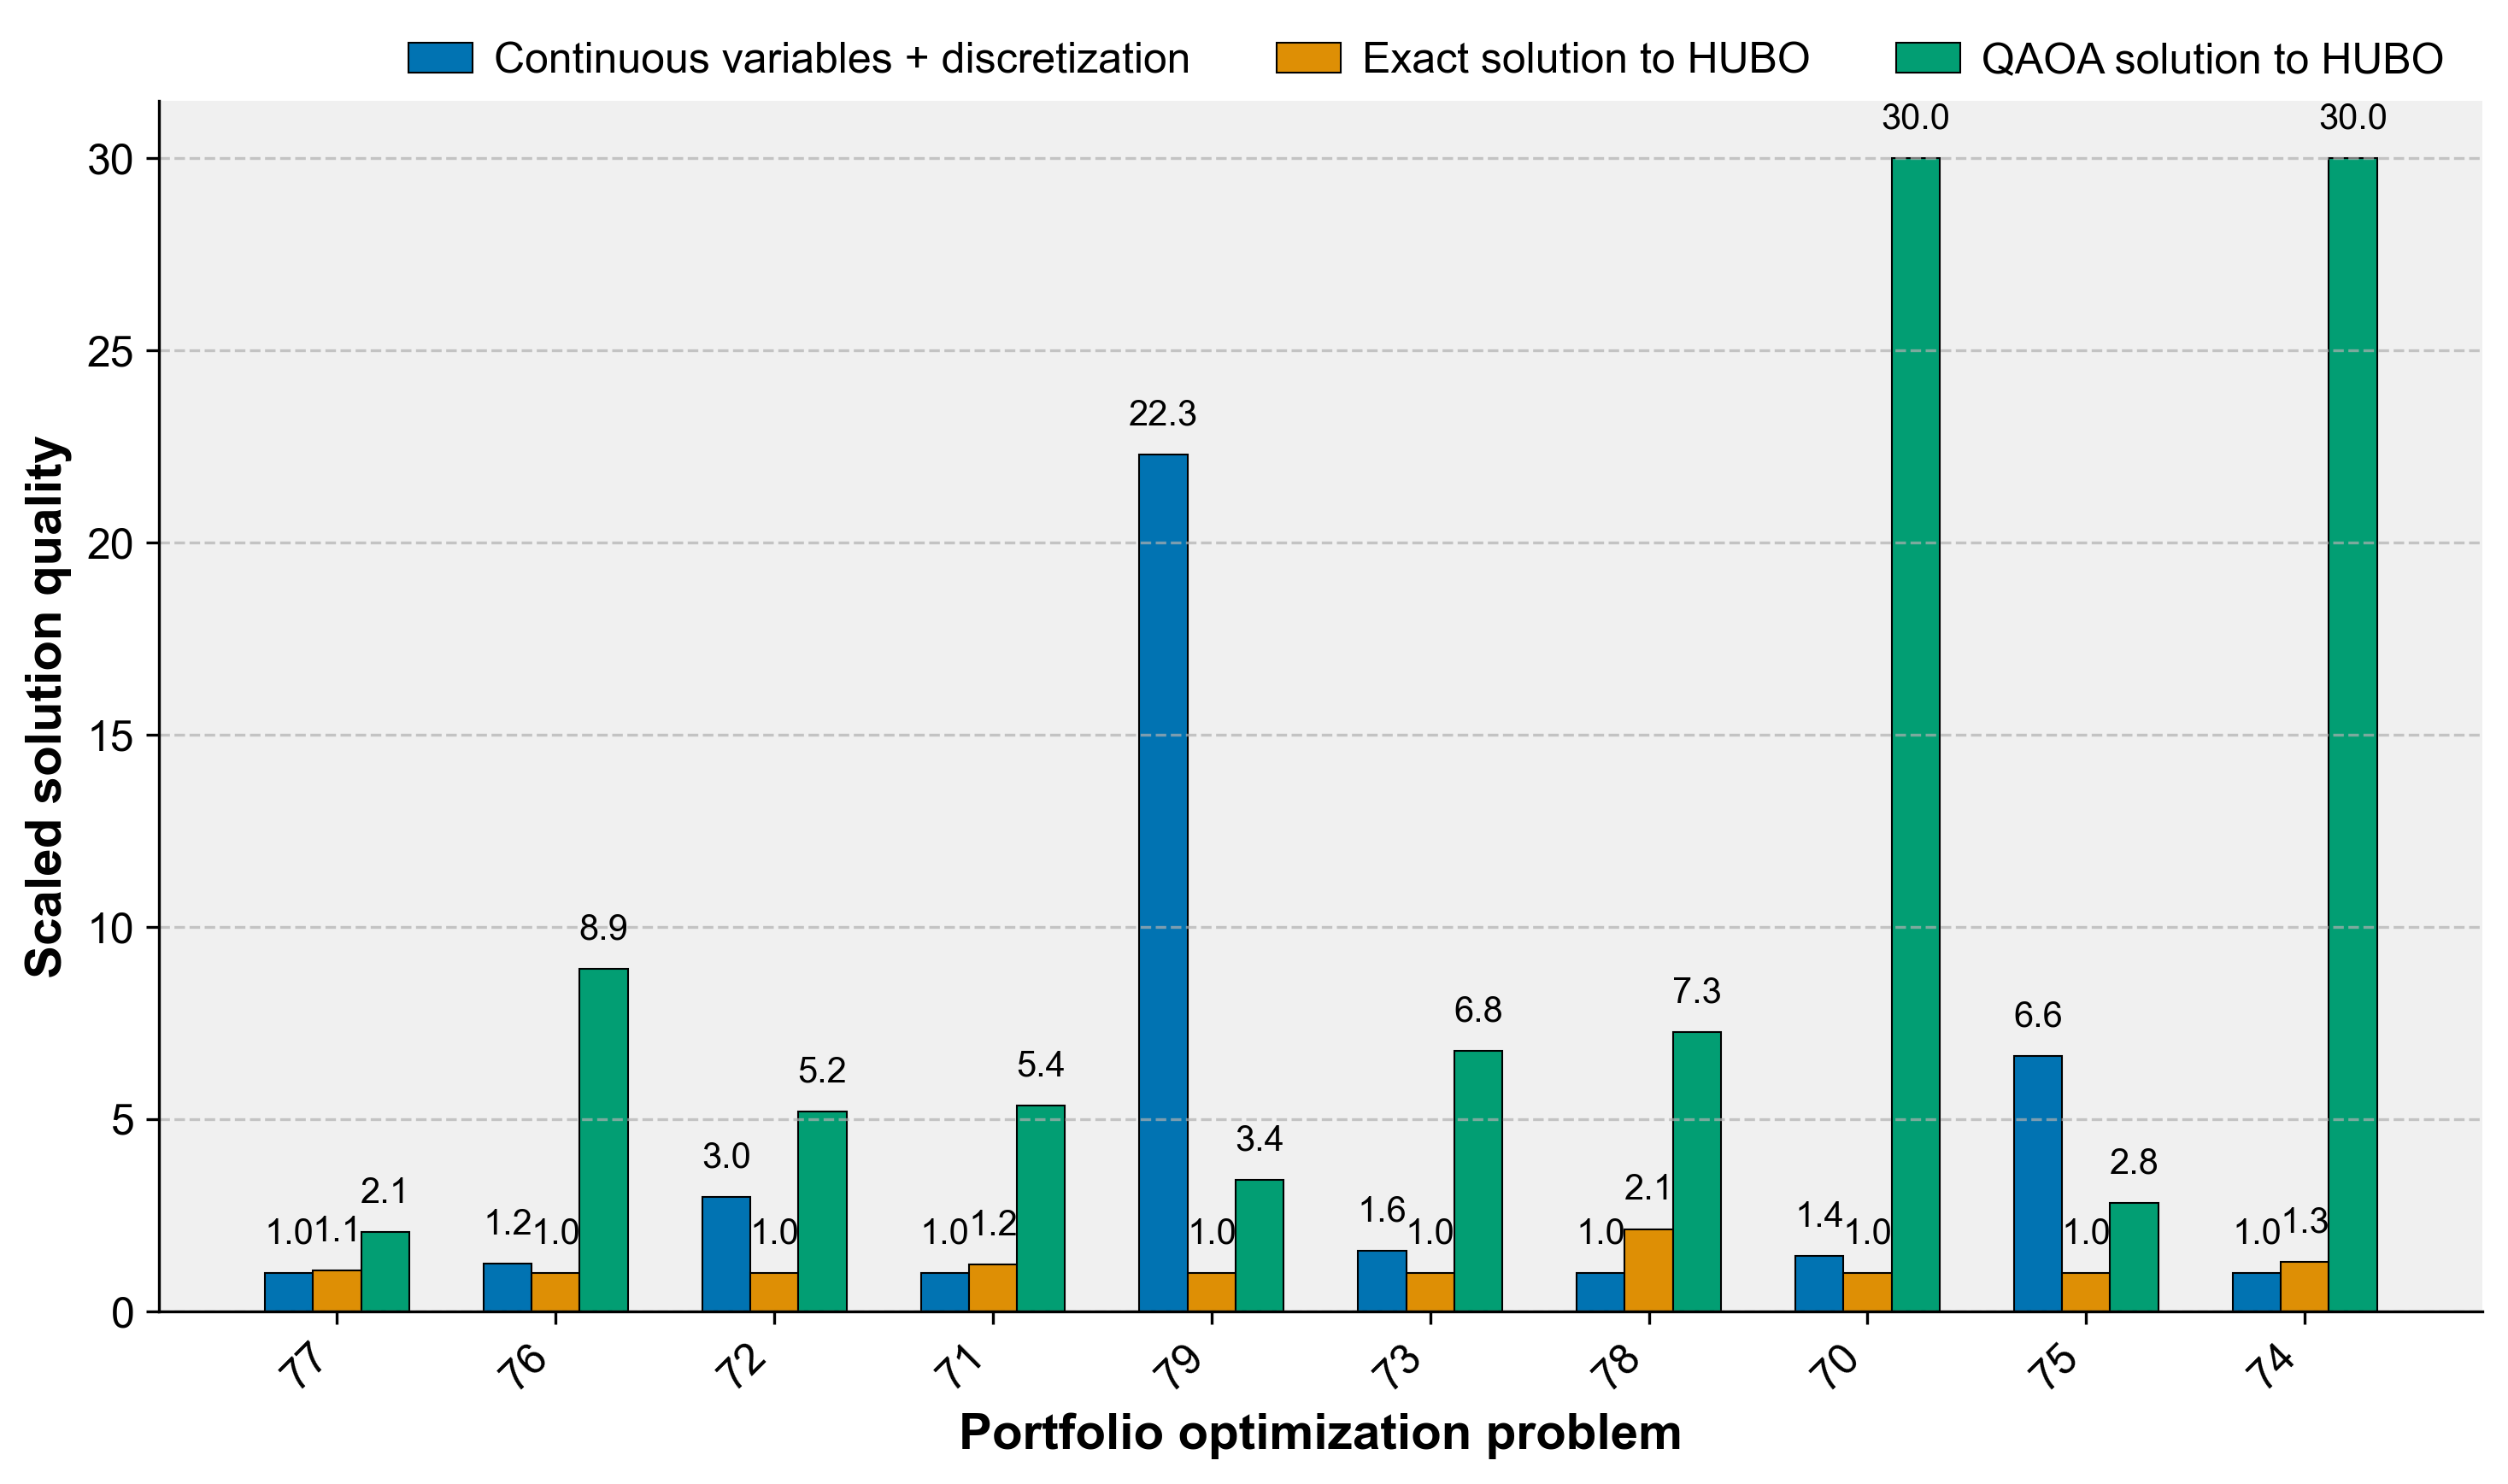 Continuous variables + discretization
Exact solution to HUBO
QAOA solution to HUBO
Scaled solution quality
30
25
20
15
10
5
0
1.0 1.1 2.1
1.2 1.0 8.9
3.0 1.0 5.2
1.0 1.2 5.4
22.3 1.0 3.4
1.6 1.0 6.8
1.0 2.1 7.3
1.4 1.0 30.0
6.6 1.0 2.8
1.0 1.3 30.0
77 76 72 71 79 73 78 70 75 74
Portfolio optimization problem